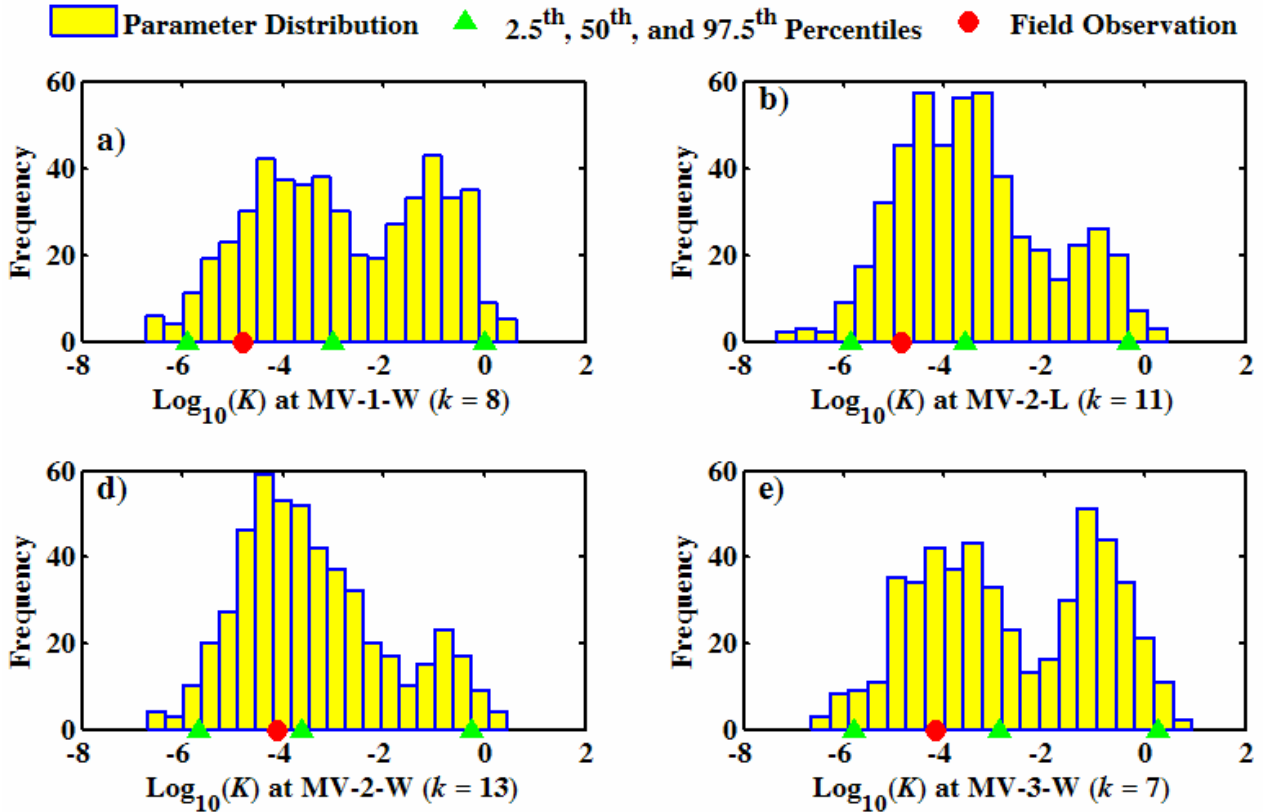 Parameter Distribution 2.5th, 50th, and 97.5th Percentiles Field Observation
a)
Frequency
60
40
20
0
-8 -6 -4 -2 0 2
Log10(K) at MV-1-W (k = 8)
b)
Frequency
60
40
20
0
-8 -6 -4 -2 0 2
Log10(K) at MV-2-L (k = 11)
d)
Frequency
60
40
20
0
-8 -6 -4 -2 0 2
Log10(K) at MV-2-W (k = 13)
e)
Frequency
60
40
20
0
-8 -6 -4 -2 0 2
Log10(K) at MV-3-W (k = 7)